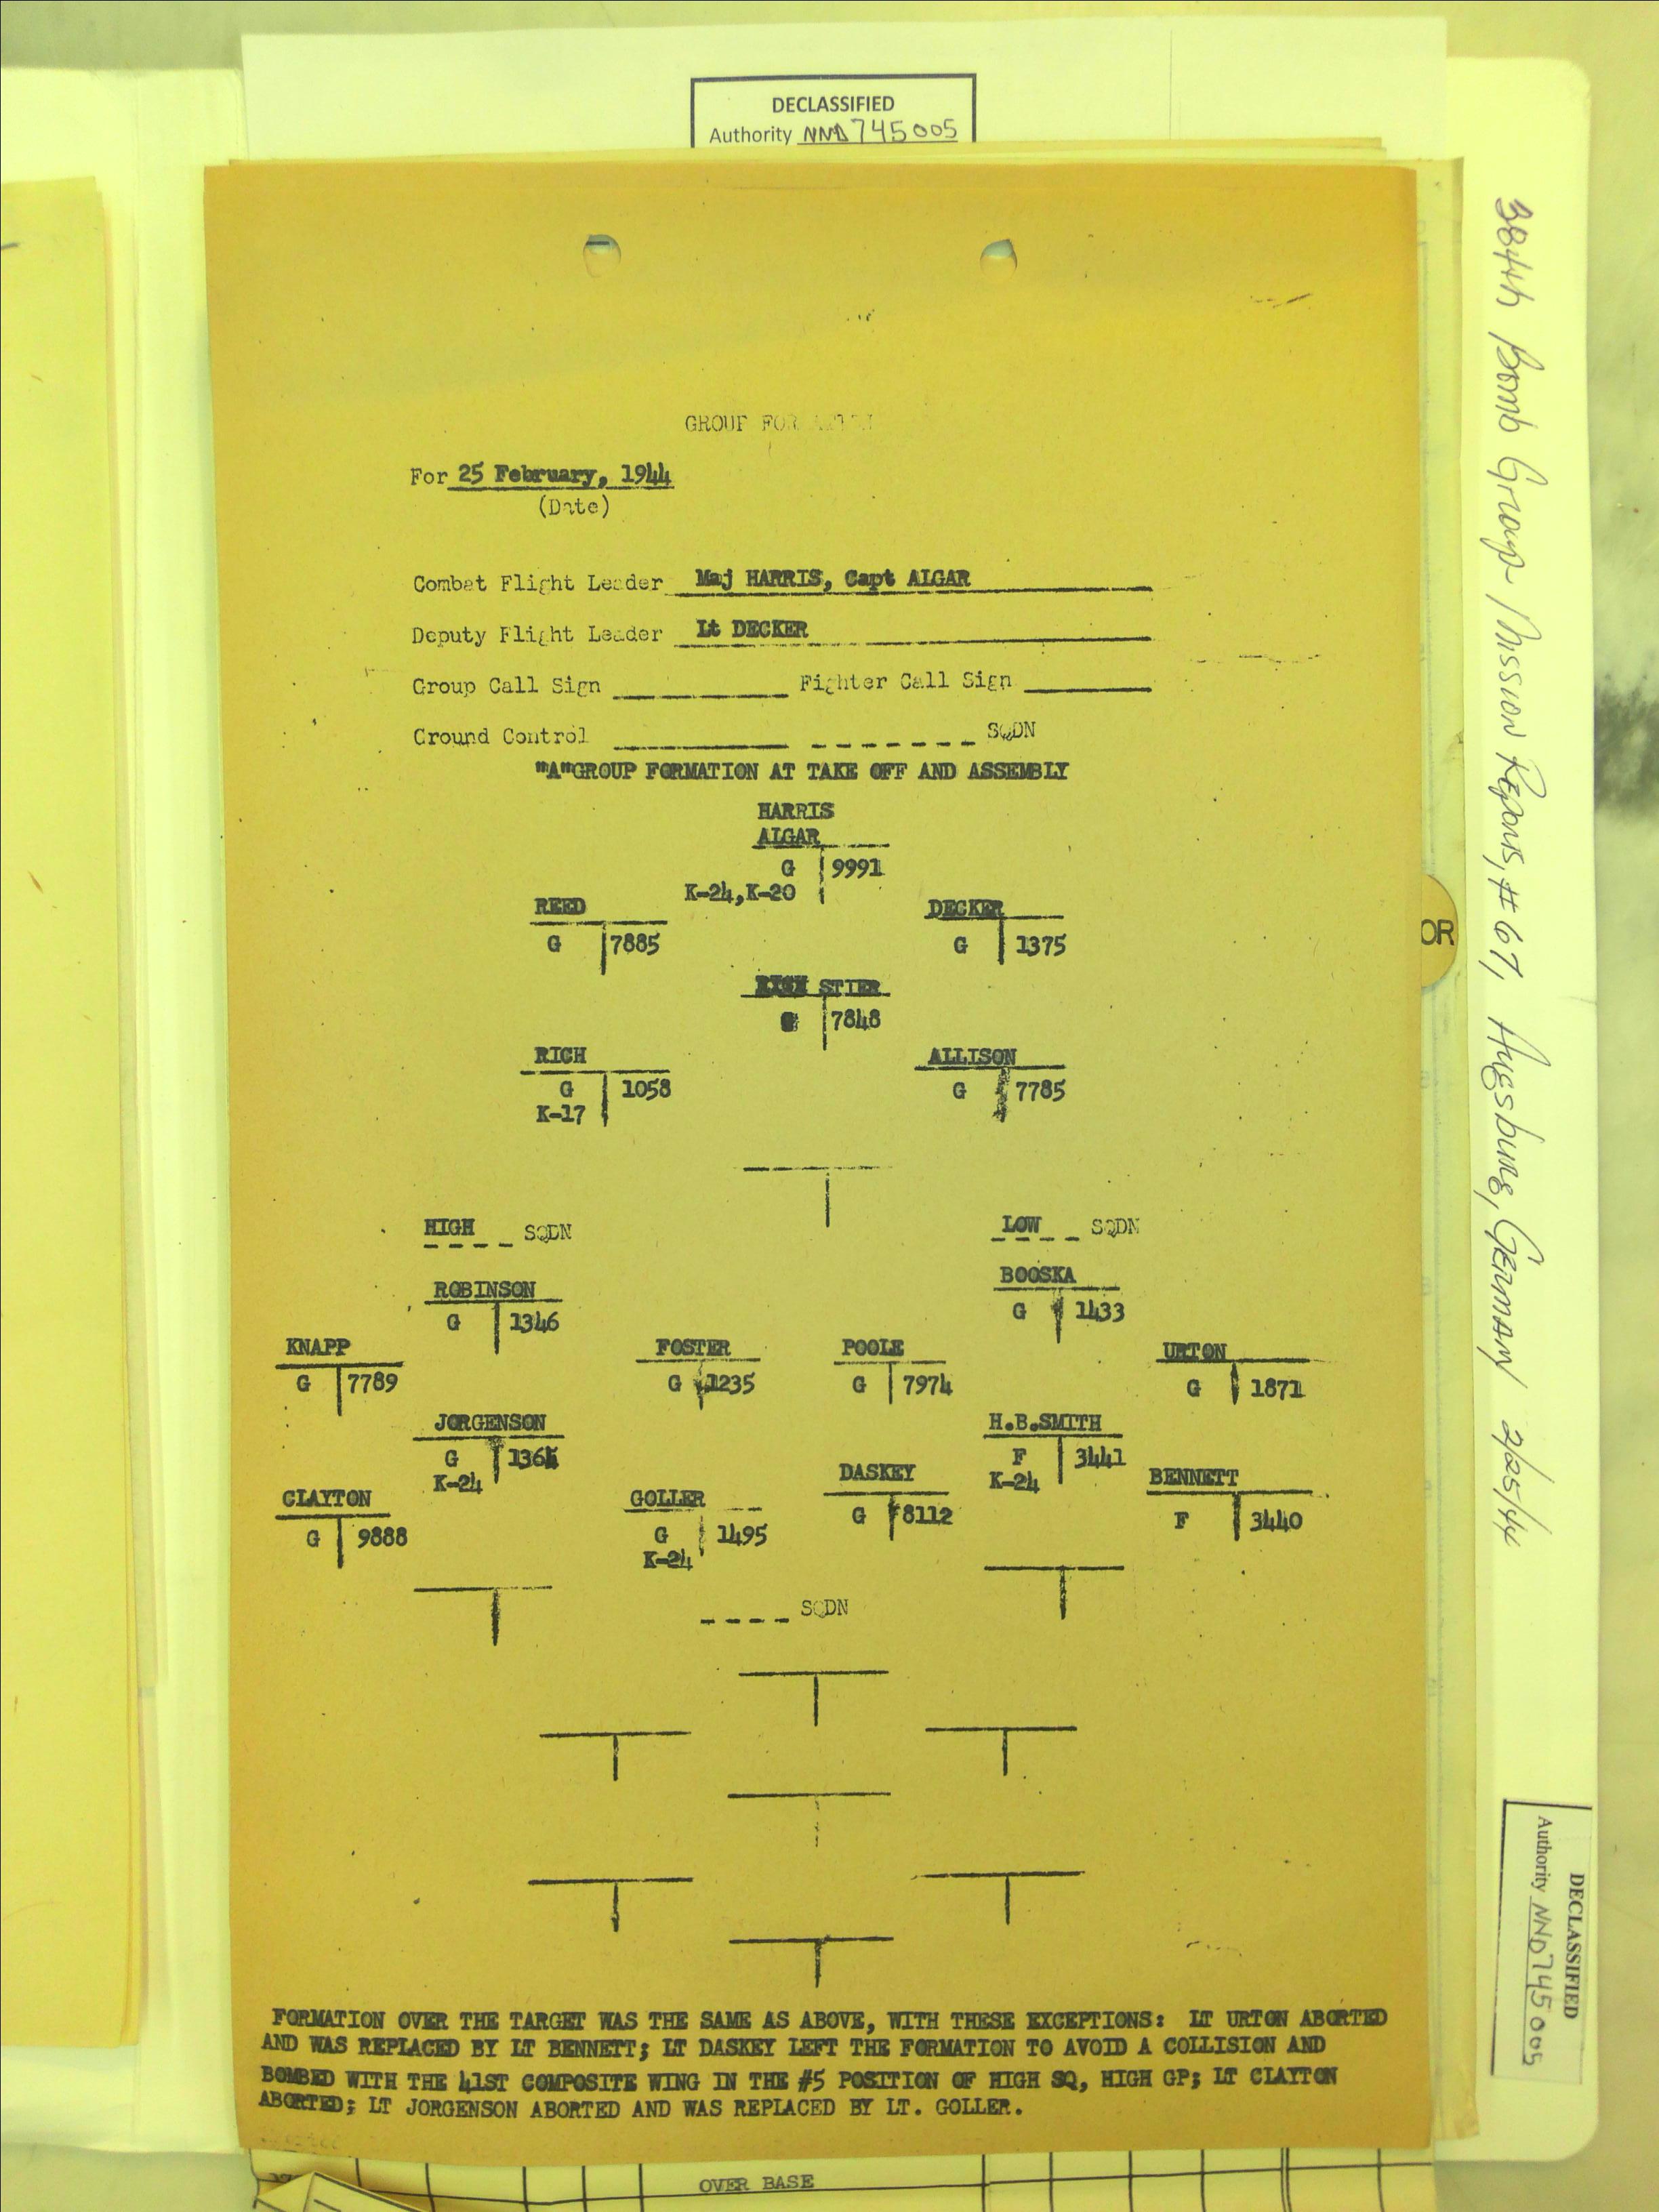 DECLASSIFIED
Authority NND 745005
GROUP FORMATION
For 25 February, 1944
(Date)
Combat Flight Leader Maj HARRIS, Capt ALGAR
Deputy Flight Leader Lt DECKER
Group Call Sign Fighter Call Sign
Ground Control SQDN
"A"GROUP FORMATION AT TAKE OFF AND ASSEMBLY
HARRIS
ALGAR
G 9991
K-24,K-20
REED DECKER
G 7885 G 1375
STIER
7848
RICH ALLISON
G 1058 G 7785
K-17
HIGH SQDN LOW SQDN
ROBINSON BOOSKA
G 1346 G 1433
KNAPP FOSTER POOLE URTON
G 7789 G 1235 G 7974 G 1871
JORGENSON H.B.SMITH
G 1364 F 3441
K-24 K-24
CLAYTON GOLLER DASKEY BENNETT
G 9888 G 1495 G 8112 F 3440
K-24
SQDN
FORMATION OVER THE TARGET WAS THE SAME AS ABOVE, WITH THESE EXCEPTIONS: LT URTON ABORTED
AND WAS REPLACED BY LT BENNETT; LT DASKEY LEFT THE FORMATION TO AVOID A COLLISION AND
BOMBED WITH THE 41ST COMPOSITE WING IN THE #5 POSITION OF HIGH SQ, HIGH GP; LT CLAYTON
ABORTED; LT JORGENSON ABORTED AND WAS REPLACED BY LT. GOLLER.
OVER BASE
OR
384th Bomb Group Mission Reports, #67, Augsburg, Germany 2/25/44
DECLASSIFIED
Authority NND745005